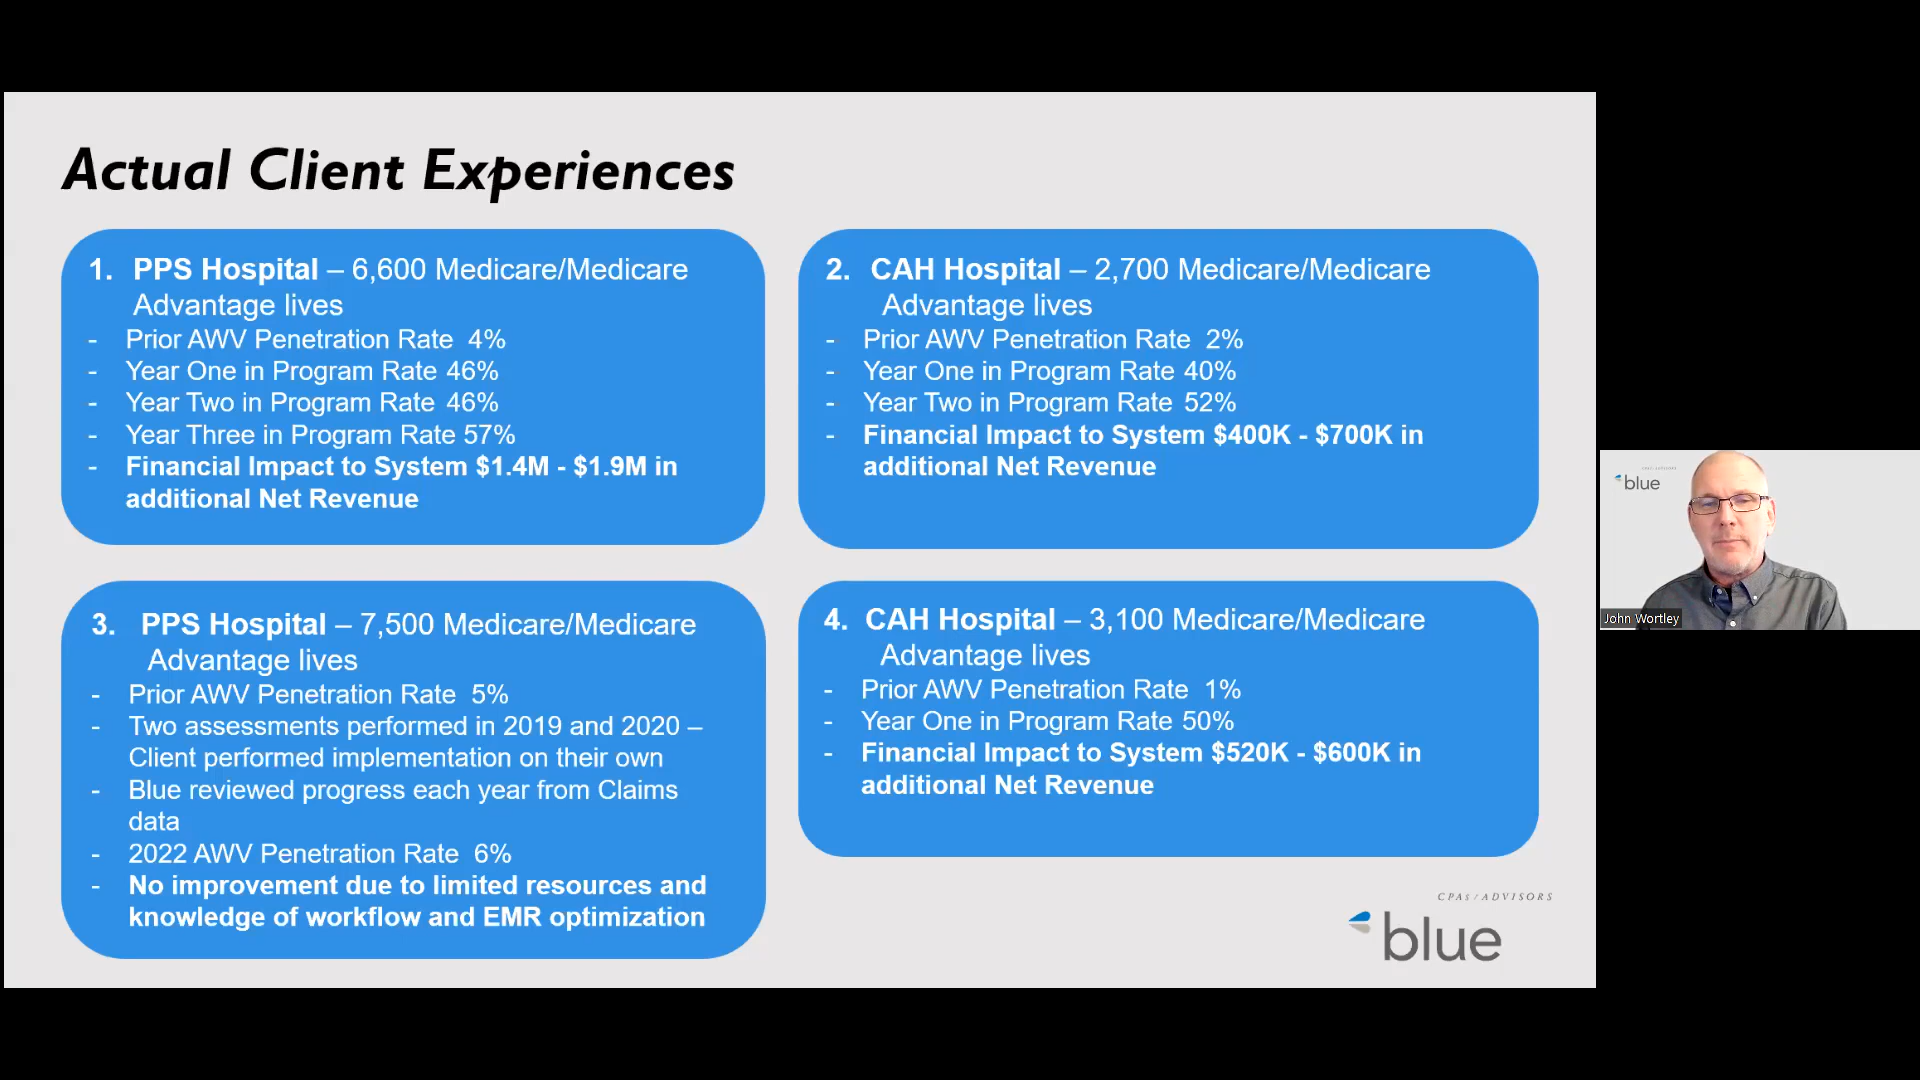 Actual Client Experiences
1. PPS Hospital – 6,600 Medicare/Medicare
Advantage lives
- Prior AWV Penetration Rate 4%
- Year One in Program Rate 46%
- Year Two in Program Rate 46%
- Year Three in Program Rate 57%
- Financial Impact to System $1.4M - $1.9M in
additional Net Revenue
2. CAH Hospital – 2,700 Medicare/Medicare
Advantage lives
- Prior AWV Penetration Rate 2%
- Year One in Program Rate 40%
- Year Two in Program Rate 52%
- Financial Impact to System $400K - $700K in
additional Net Revenue
3. PPS Hospital – 7,500 Medicare/Medicare
Advantage lives
- Prior AWV Penetration Rate 5%
- Two assessments performed in 2019 and 2020 –
Client performed implementation on their own
- Blue reviewed progress each year from Claims
data
- 2022 AWV Penetration Rate 6%
- No improvement due to limited resources and
knowledge of workflow and EMR optimization
4. CAH Hospital – 3,100 Medicare/Medicare
Advantage lives
- Prior AWV Penetration Rate 1%
- Year One in Program Rate 50%
- Financial Impact to System $520K - $600K in
additional Net Revenue
CPAs/ADVISORS
blue
blue
John Wortley